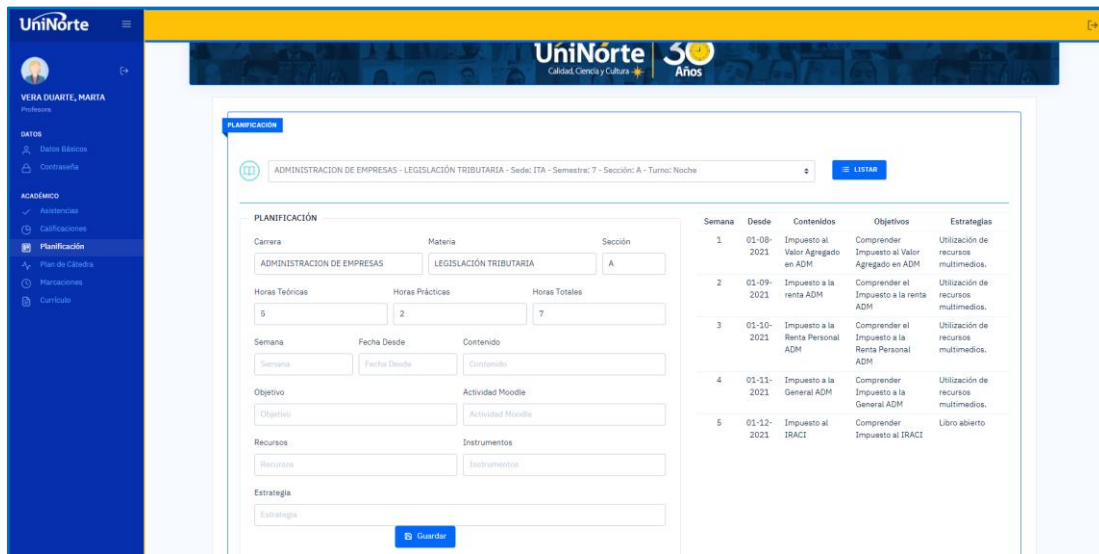 UniNorte
VERA DUARTE, MARTA
Profesora
DATOS
Datos Básicos
Contraseña
ACADÉMICO
Asistencias
Calificaciones
Planificación
Plan de Cátedra
Marcaciones
Currículo
UniNorte
Calidad, Ciencia y Cultura
30
Años
PLANIFICACIÓN
ADMINISTRACION DE EMPRESAS - LEGISLACIÓN TRIBUTARIA - Sede: ITA - Semestre: 7 - Sección: A - Turno: Noche
LISTAR
PLANIFICACIÓN
Carrera Materia Sección
ADMINISTRACION DE EMPRESAS LEGISLACIÓN TRIBUTARIA A
Horas Teóricas Horas Prácticas Horas Totales
5 2 7
Semana Fecha Desde Contenido
Semana Fecha Desde Contenido
Objetivo Actividad Moodle
Objetivo Actividad Moodle
Recursos Instrumentos
Recursos Instrumentos
Estrategia
Estrategia
Guardar
Semana Desde Contenidos Objetivos Estrategias
1 01-08- Impuesto al Comprender Utilización de
2021 Valor Agregado Impuesto al Valor recursos
en ADM Agregado en ADM multimedios.
2 01-09- Impuesto a la Comprender el Utilización de
2021 renta ADM Impuesto a la renta recursos
ADM multimedios.
3 01-10- Impuesto a la Comprender el Utilización de
2021 Renta Personal Impuesto a la recursos
ADM Renta Personal multimedios.
ADM
4 01-11- Impuesto a la Comprender Utilización de
2021 General ADM Impuesto a la recursos
General ADM multimedios.
5 01-12- Impuesto al Comprender Libro abierto
2021 IRACI Impuesto al IRACI